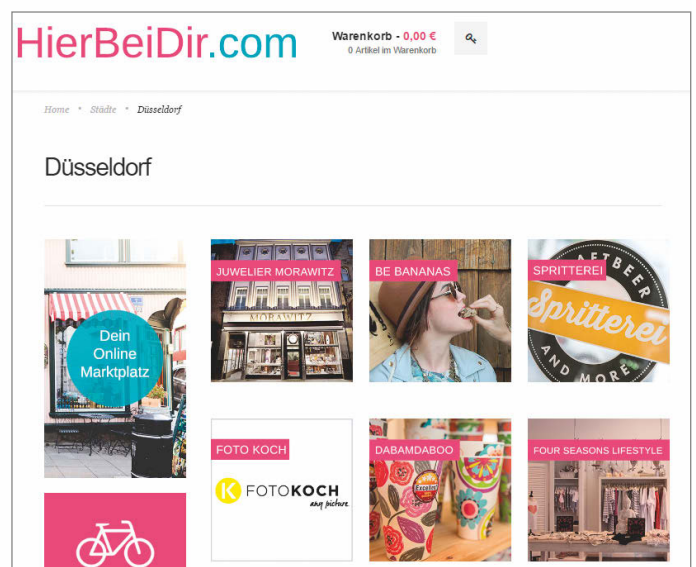 HierBeiDir.com
Warenkorb - 0,00 €
0 Artikel im Warenkorb
Home • Städte • Düsseldorf
Düsseldorf
Dein
Online
Marktplatz
JUWELIER MORAWITZ
MORAWITZ
BE BANANAS
SPRITTEREI
AFTBEER
Spritterei
AND MORE
FOTO KOCH
K FOTOKOCH
any picture
DABAMDABOO
FOUR SEASONS LIFESTYLE